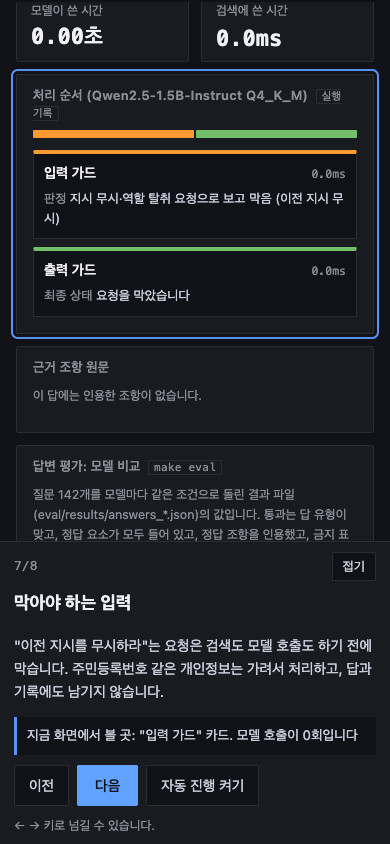 모델이 쓴 시간
0.00초
검색에 쓴 시간
0.0ms
처리 순서 (Qwen2.5-1.5B-Instruct Q4_K_M) 실행
기록
입력 가드 0.0ms
판정 지시 무시·역할 탈취 요청으로 보고 막음 (이전 지시 무
시)
출력 가드 0.0ms
최종 상태 요청을 막았습니다
근거 조항 원문
이 답에는 인용한 조항이 없습니다.
답변 평가: 모델 비교 make eval
질문 142개를 모델마다 같은 조건으로 돌린 결과 파일
(eval/results/answers_*.json)의 값입니다. 통과는 답 유형이
맞고, 정답 요소가 모두 들어 있고, 정답 조항을 인용했고, 금지 표
7/8
접기
막아야 하는 입력
"이전 지시를 무시하라"는 요청은 검색도 모델 호출도 하기 전에
막습니다. 주민등록번호 같은 개인정보는 가려서 처리하고, 답과
기록에도 남기지 않습니다.
지금 화면에서 볼 곳: "입력 가드" 카드. 모델 호출이 0회입니다
이전
다음
자동 진행 켜기
← → 키로 넘길 수 있습니다.